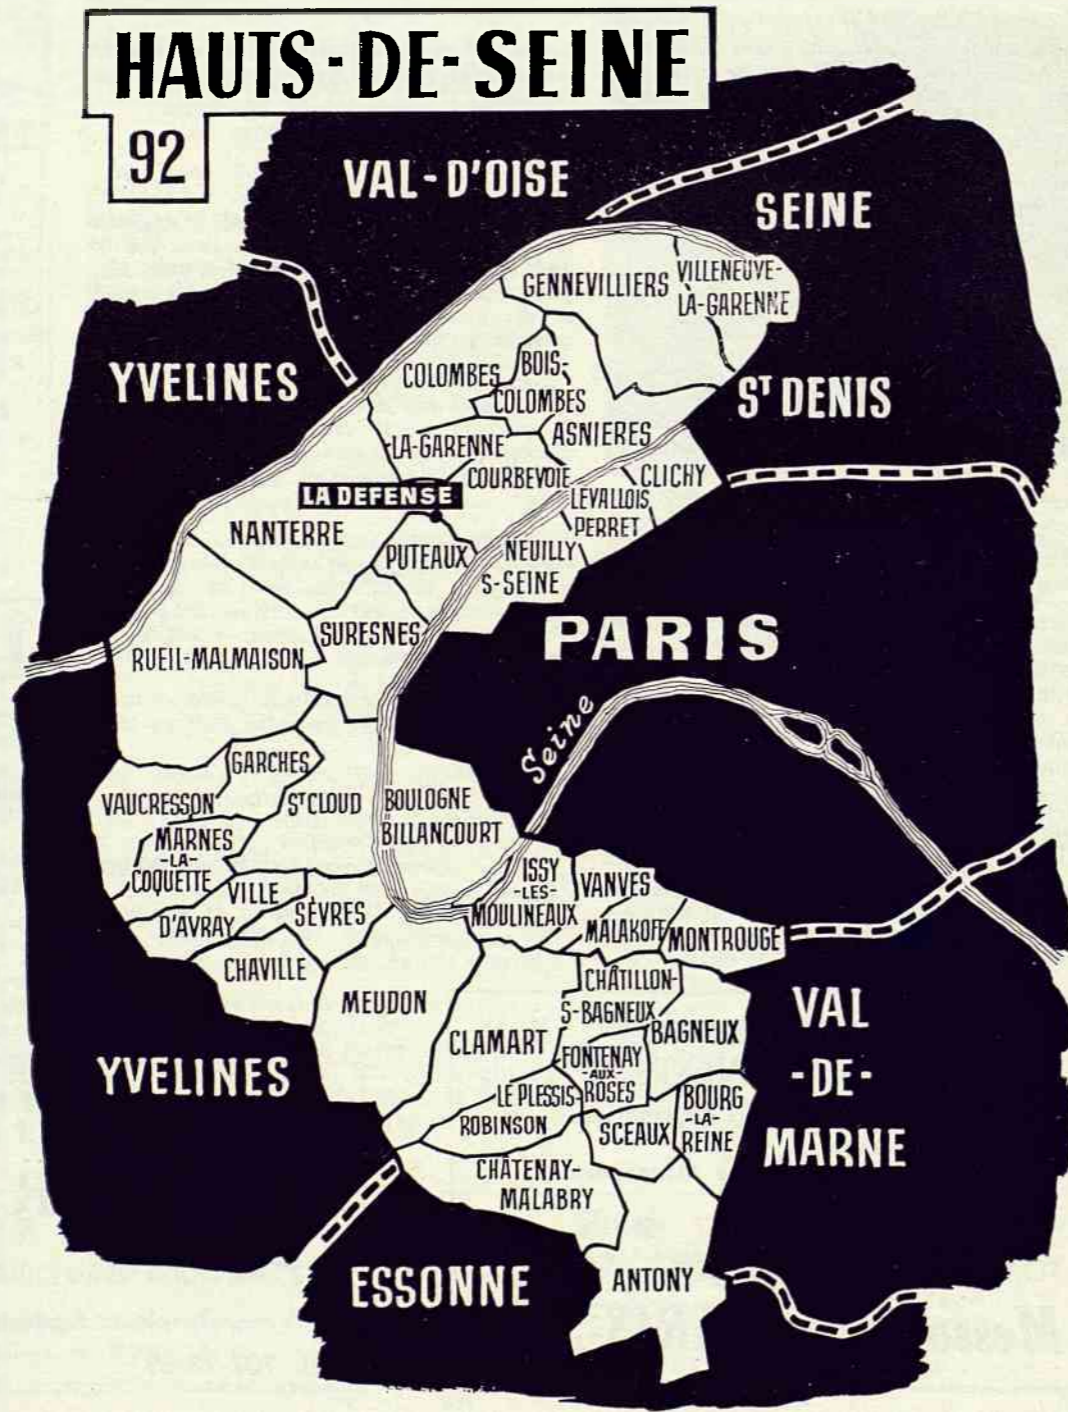 HAUTS-DE-SEINE
92
VAL-D'OISE
SEINE
ST DENIS
YVELINES
GENNEVILLIERS
VILLENEUVE-
LA-GARENNE
COLOMBES
BOIS-
COLOMBES
LA-GARENNE
ASNIERES
COURBEVOIE
CLICHY
LEVALLOIS
PERRET
LA DEFENSE
NANTERRE
PUTEAUX
NEUILLY
S-SEINE
PARIS
SURESNES
RUEIL-MALMAISON
Seine
GARCHES
VAUCRESSON
ST CLOUD
BOULOGNE
BILLANCOURT
MARNES
-LA-
COQUETTE
VILLE
D'AVRAY
SÈVRES
ISSY
-LES-
MOULINEAUX
VANVES
MALAKOFF
MONTROUGE
CHAVILLE
MEUDON
CHÂTILLON-
S-BAGNEUX
BAGNEUX
CLAMART
FONTENAY
-AUX-
ROSES
LE PLESSIS-
ROBINSON
SCEAUX
BOURG
-LA-
REINE
VAL
-DE-
MARNE
YVELINES
CHÂTENAY-
MALABRY
ANTONY
ESSONNE